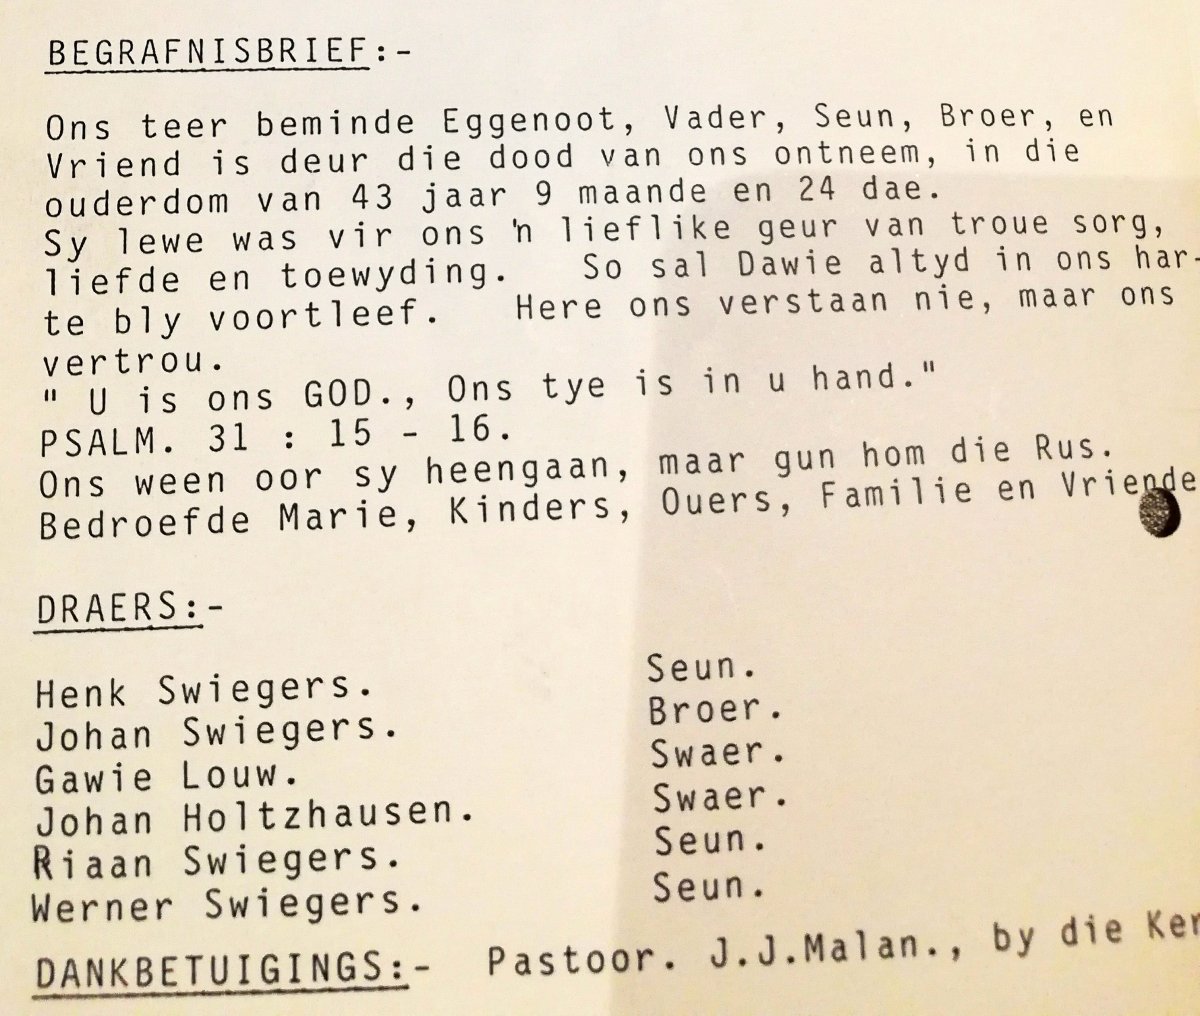 BEGRAFNISBRIEF:-
Ons teer beminde Eggenoot, Vader, Seun, Broer, en
Vriend is deur die dood van ons ontneem, in die
ouderdom van 43 jaar 9 maande en 24 dae.
Sy lewe was vir ons 'n lieflike geur van troue sorg,
liefde en toewyding. So sal Dawie altyd in ons har-
te bly voortleef. Here ons verstaan nie, maar ons
vertrou.
" U is ons GOD., Ons tye is in u hand."
PSALM. 31 : 15 - 16.
Ons ween oor sy heengaan, maar gun hom die Rus.
Bedroefde Marie, Kinders, Ouers, Familie en Vriende
DRAERS:-
Henk Swiegers. Seun.
Johan Swiegers. Broer.
Gawie Louw. Swaer.
Johan Holtzhausen. Swaer.
Riaan Swiegers. Seun.
Werner Swiegers. Seun.
DANKBETUIGINGS:- Pastoor. J.J.Malan., by die